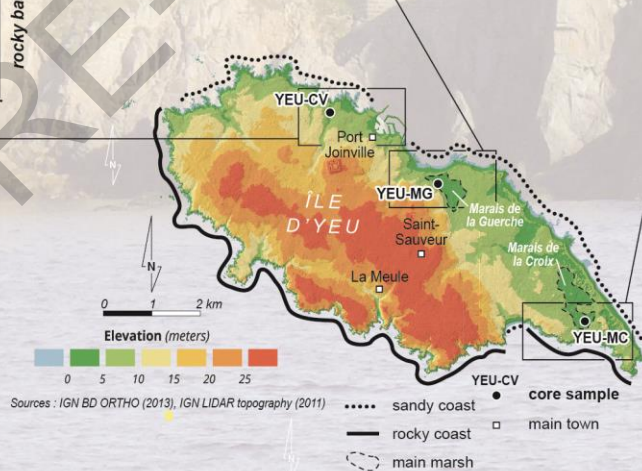 rocky ba
YEU-CV
Port
Joinville
YEU-MG
ÎLE
D'YEU
Marais de
la Guerche
Saint-
Sauveur
Marais de
la Croix
La Meule
N
N
N
0 1 2 km
YEU-MC
Elevation (meters)
0 5 10 15 20 25
Sources : IGN BD ORTHO (2013), IGN LIDAR topography (2011)
YEU-CV
core sample
sandy coast
main town
rocky coast
main marsh